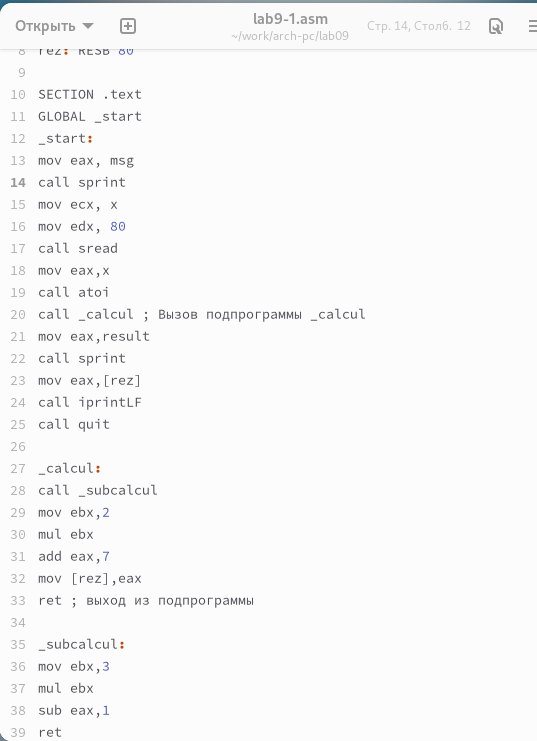 Открыть
lab9-1.asm
~/work/arch-pc/lab09
Стр. 14, Столб. 12
8 rez: RESB 80
9
10 SECTION .text
11 GLOBAL _start
12 _start:
13 mov eax, msg
14 call sprint
15 mov ecx, x
16 mov edx, 80
17 call sread
18 mov eax,x
19 call atoi
20 call _calcul ; Вызов подпрограммы _calcul
21 mov eax,result
22 call sprint
23 mov eax,[rez]
24 call iprintLF
25 call quit
26
27 _calcul:
28 call _subcalcul
29 mov ebx,2
30 mul ebx
31 add eax,7
32 mov [rez],eax
33 ret ; выход из подпрограммы
34
35 _subcalcul:
36 mov ebx,3
37 mul ebx
38 sub eax,1
39 ret